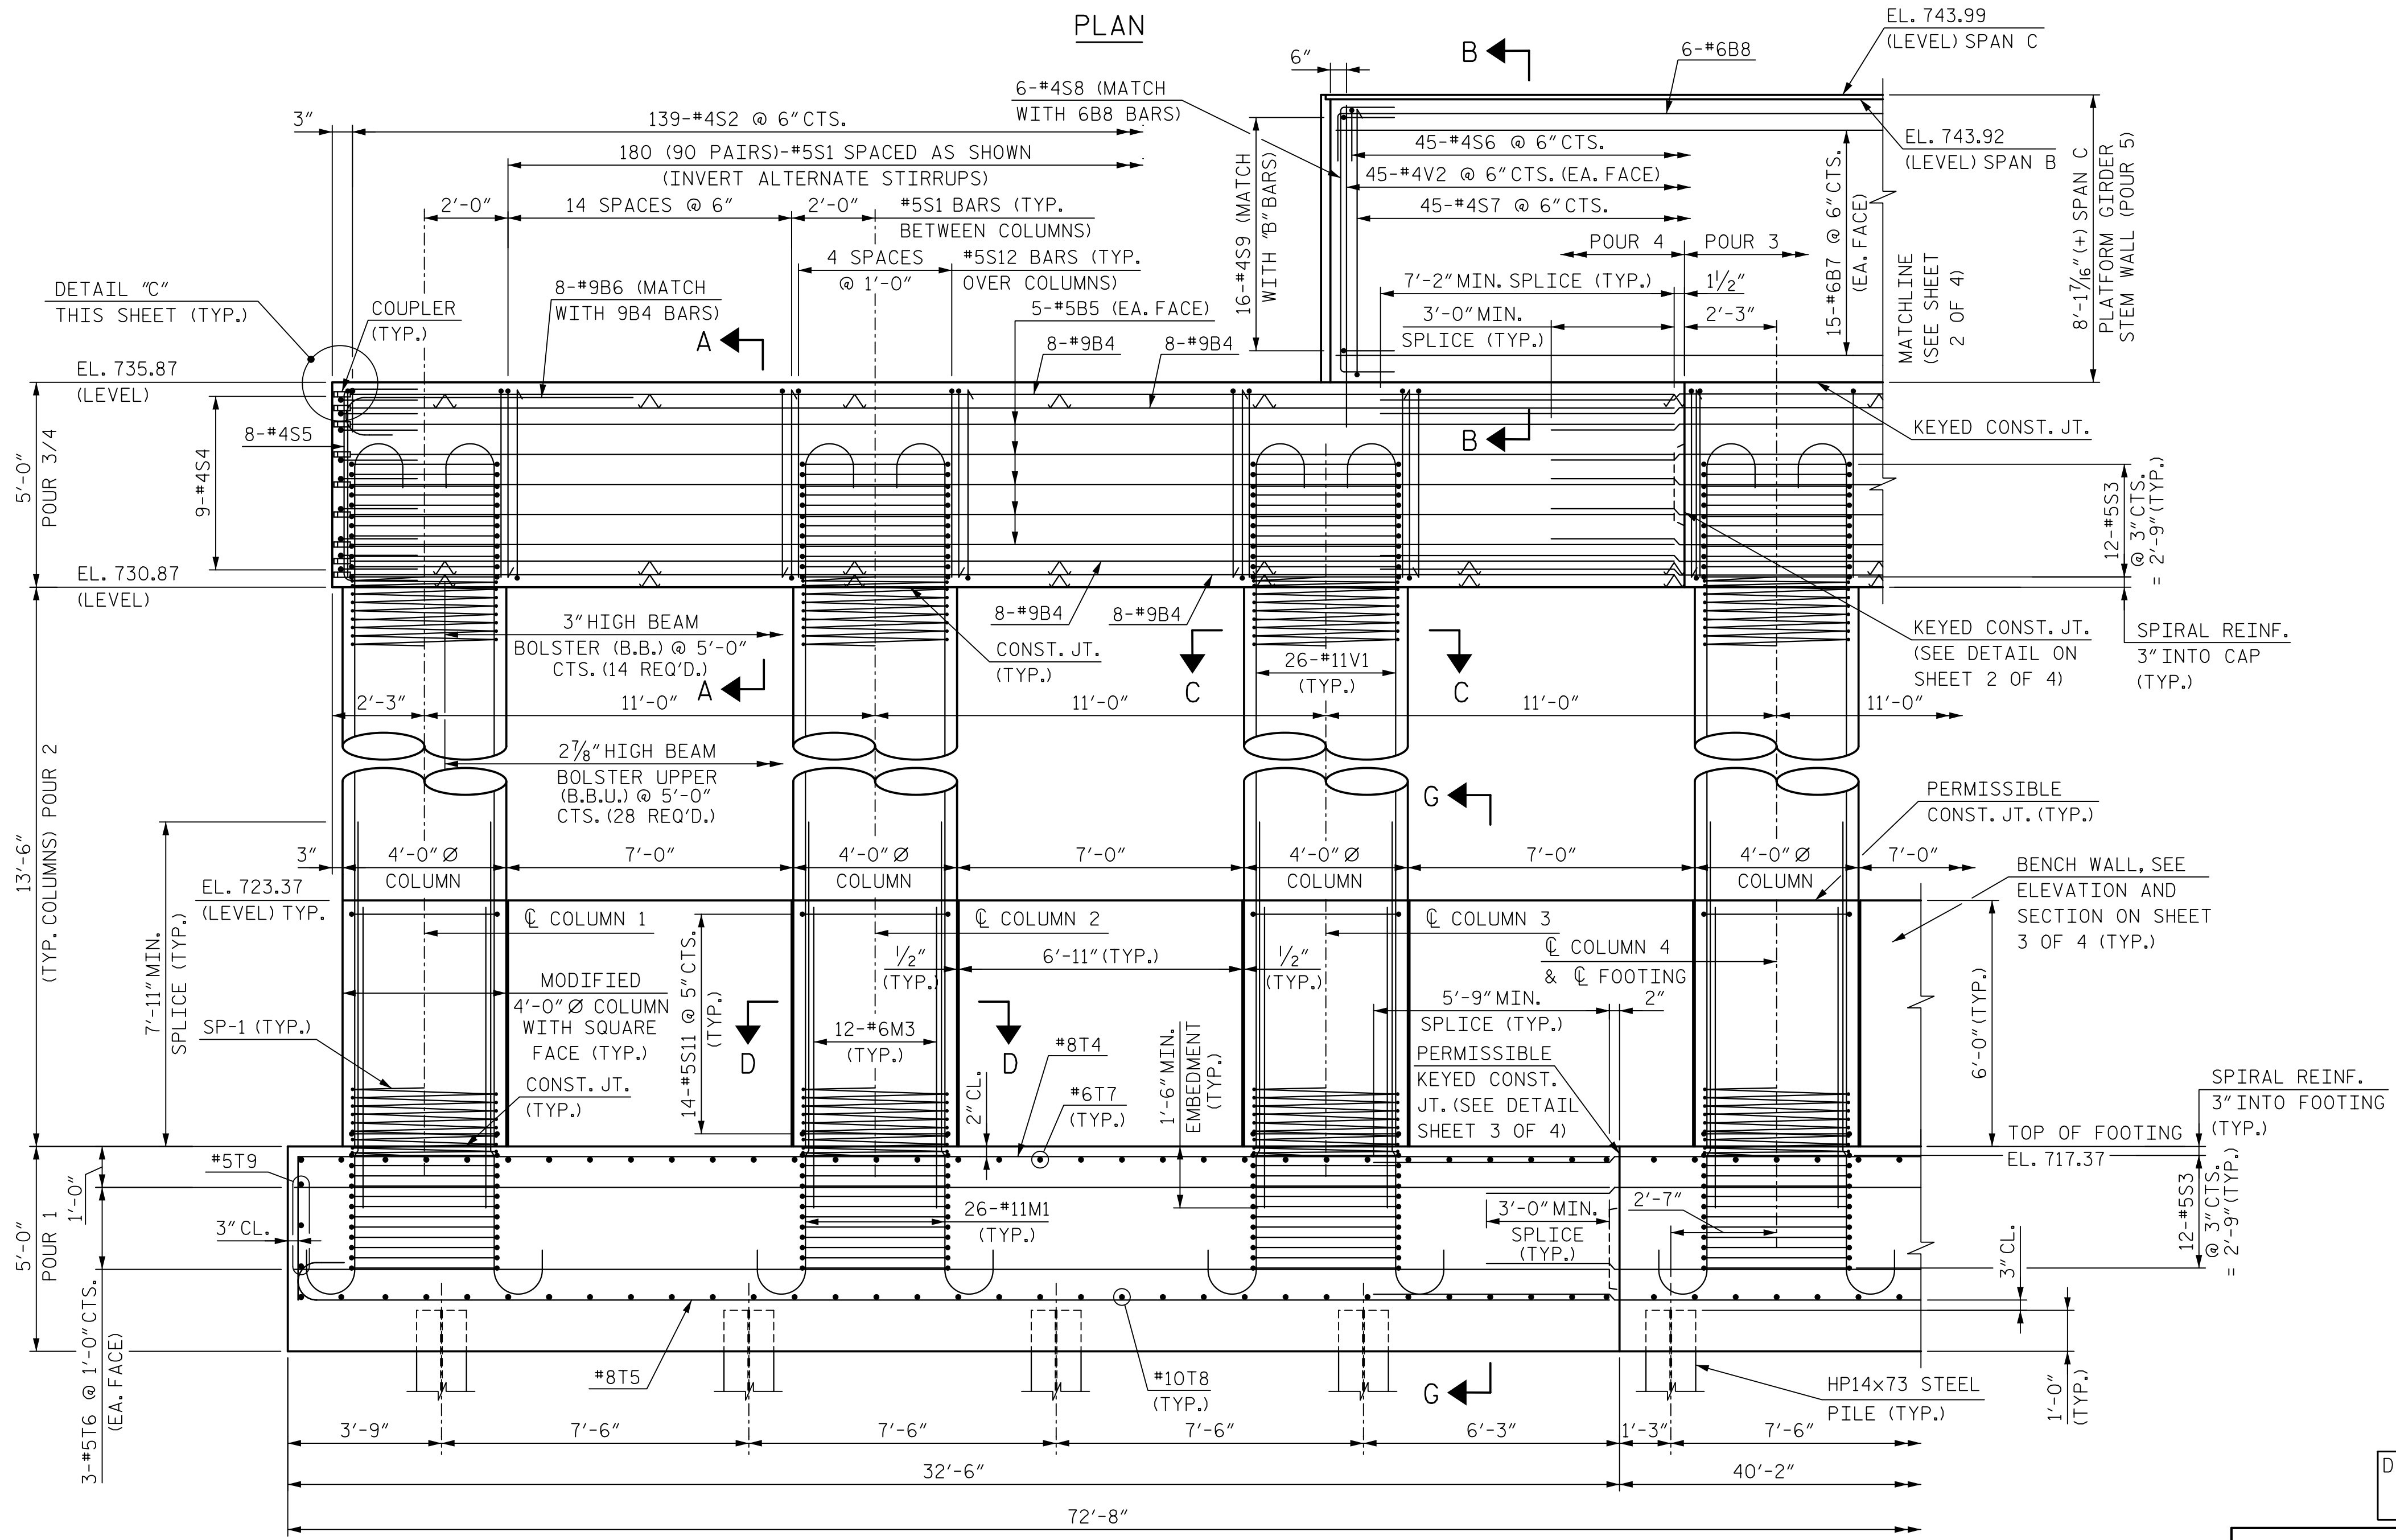 PLAN
EL. 743.99
(LEVEL) SPAN C
B
6-#6B8
6"
6-#4S8 (MATCH
WITH 6B8 BARS)
3"
139-#4S2 @ 6" CTS.
EL. 743.92
(LEVEL) SPAN B
45-#4S6 @ 6" CTS.
180 (90 PAIRS)-#5S1 SPACED AS SHOWN
(INVERT ALTERNATE STIRRUPS)
45-#4V2 @ 6" CTS. (EA. FACE)
2'-0"
14 SPACES @ 6"
2'-0"
#5S1 BARS (TYP.
BETWEEN COLUMNS)
45-#4S7 @ 6" CTS.
16-#4S9 (MATCH
WITH "B" BARS)
15-#6B7 @ 6" CTS.
(EA. FACE)
8'-1 7/16" (+) SPAN C
PLATFORM GIRDER
STEM WALL (POUR 5)
POUR 4
POUR 3
4 SPACES
@ 1'-0"
#5S12 BARS (TYP.
OVER COLUMNS)
MATCHLINE
(SEE SHEET
2 OF 4)
DETAIL "C"
THIS SHEET (TYP.)
COUPLER
(TYP.)
8-#9B6 (MATCH
WITH 9B4 BARS)
7'-2" MIN. SPLICE (TYP.)
1 1/2"
5-#5B5 (EA. FACE)
3'-0" MIN.
SPLICE (TYP.)
2'-3"
A
8-#9B4
8-#9B4
EL. 735.87
(LEVEL)
KEYED CONST. JT.
8-#4S5
B
9-#4S4
5'-0"
POUR 3/4
12-#5S3
@ 3" CTS.
= 2'-9" (TYP.)
EL. 730.87
(LEVEL)
3" HIGH BEAM
BOLSTER (B.B.) @ 5'-0"
CTS. (14 REQ'D.)
8-#9B4
8-#9B4
CONST. JT.
(TYP.)
KEYED CONST. JT.
(SEE DETAIL ON
SHEET 2 OF 4)
SPIRAL REINF.
3" INTO CAP
(TYP.)
A
C
26-#11V1
(TYP.)
C
2'-3"
11'-0"
11'-0"
11'-0"
11'-0"
2 7/8" HIGH BEAM
BOLSTER UPPER
(B.B.U.) @ 5'-0"
CTS. (28 REQ'D.)
G
PERMISSIBLE
CONST. JT. (TYP.)
13'-6"
(TYP. COLUMNS) POUR 2
3"
4'-0" Ø
COLUMN
7'-0"
4'-0" Ø
COLUMN
7'-0"
4'-0" Ø
COLUMN
7'-0"
4'-0" Ø
COLUMN
7'-0"
BENCH WALL, SEE
ELEVATION AND
SECTION ON SHEET
3 OF 4 (TYP.)
EL. 723.37
(LEVEL) TYP.
℄ COLUMN 1
℄ COLUMN 2
℄ COLUMN 3
℄ COLUMN 4
& ℄ FOOTING
7'-11" MIN.
SPLICE (TYP.)
1/2"
(TYP.)
6'-11" (TYP.)
1/2"
(TYP.)
MODIFIED
4'-0" Ø COLUMN
WITH SQUARE
FACE (TYP.)
14-#5S11 @ 5" CTS.
(TYP.)
5'-9" MIN.
SPLICE (TYP.)
2"
6'-0" (TYP.)
SP-1 (TYP.)
D
12-#6M3
(TYP.)
D
#8T4
PERMISSIBLE
KEYED CONST.
JT. (SEE DETAIL
SHEET 3 OF 4)
CONST. JT.
(TYP.)
2" CL.
#6T7
(TYP.)
1'-6" MIN.
EMBEDMENT
(TYP.)
SPIRAL REINF.
3" INTO FOOTING
(TYP.)
TOP OF FOOTING
EL. 717.37
#5T9
1'-0"
5'-0"
POUR 1
3" CL.
26-#11M1
(TYP.)
3'-0" MIN.
SPLICE
(TYP.)
2'-7"
12-#5S3
@ 3" CTS.
= 2'-9" (TYP.)
3" CL.
3-#5T6 @ 1'-0" CTS.
(EA. FACE)
#8T5
#10T8
(TYP.)
G
HP14x73 STEEL
PILE (TYP.)
1'-0"
(TYP.)
3'-9"
7'-6"
7'-6"
7'-6"
6'-3"
1'-3"
7'-6"
32'-6"
40'-2"
D
72'-8"